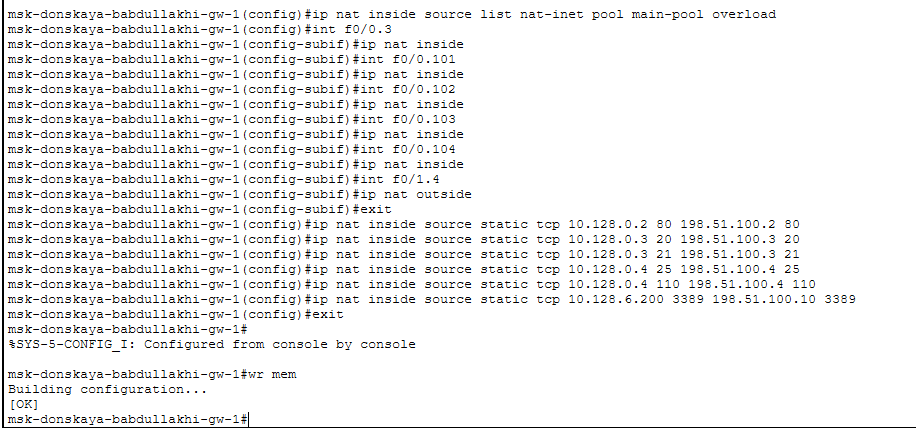 msk-donskaya-babdullakhi-gw-1(config)#ip nat inside source list nat-inet pool main-pool overload
msk-donskaya-babdullakhi-gw-1(config)#int f0/0.3
msk-donskaya-babdullakhi-gw-1(config-subif)#ip nat inside
msk-donskaya-babdullakhi-gw-1(config-subif)#int f0/0.101
msk-donskaya-babdullakhi-gw-1(config-subif)#ip nat inside
msk-donskaya-babdullakhi-gw-1(config-subif)#int f0/0.102
msk-donskaya-babdullakhi-gw-1(config-subif)#ip nat inside
msk-donskaya-babdullakhi-gw-1(config-subif)#int f0/0.103
msk-donskaya-babdullakhi-gw-1(config-subif)#ip nat inside
msk-donskaya-babdullakhi-gw-1(config-subif)#int f0/0.104
msk-donskaya-babdullakhi-gw-1(config-subif)#ip nat inside
msk-donskaya-babdullakhi-gw-1(config-subif)#int f0/1.4
msk-donskaya-babdullakhi-gw-1(config-subif)#ip nat outside
msk-donskaya-babdullakhi-gw-1(config-subif)#exit
msk-donskaya-babdullakhi-gw-1(config)#ip nat inside source static tcp 10.128.0.2 80 198.51.100.2 80
msk-donskaya-babdullakhi-gw-1(config)#ip nat inside source static tcp 10.128.0.3 20 198.51.100.3 20
msk-donskaya-babdullakhi-gw-1(config)#ip nat inside source static tcp 10.128.0.3 21 198.51.100.3 21
msk-donskaya-babdullakhi-gw-1(config)#ip nat inside source static tcp 10.128.0.4 25 198.51.100.4 25
msk-donskaya-babdullakhi-gw-1(config)#ip nat inside source static tcp 10.128.0.4 110 198.51.100.4 110
msk-donskaya-babdullakhi-gw-1(config)#ip nat inside source static tcp 10.128.6.200 3389 198.51.100.10 3389
msk-donskaya-babdullakhi-gw-1(config)#exit
msk-donskaya-babdullakhi-gw-1#
%SYS-5-CONFIG_I: Configured from console by console
msk-donskaya-babdullakhi-gw-1#wr mem
Building configuration...
[OK]
msk-donskaya-babdullakhi-gw-1#